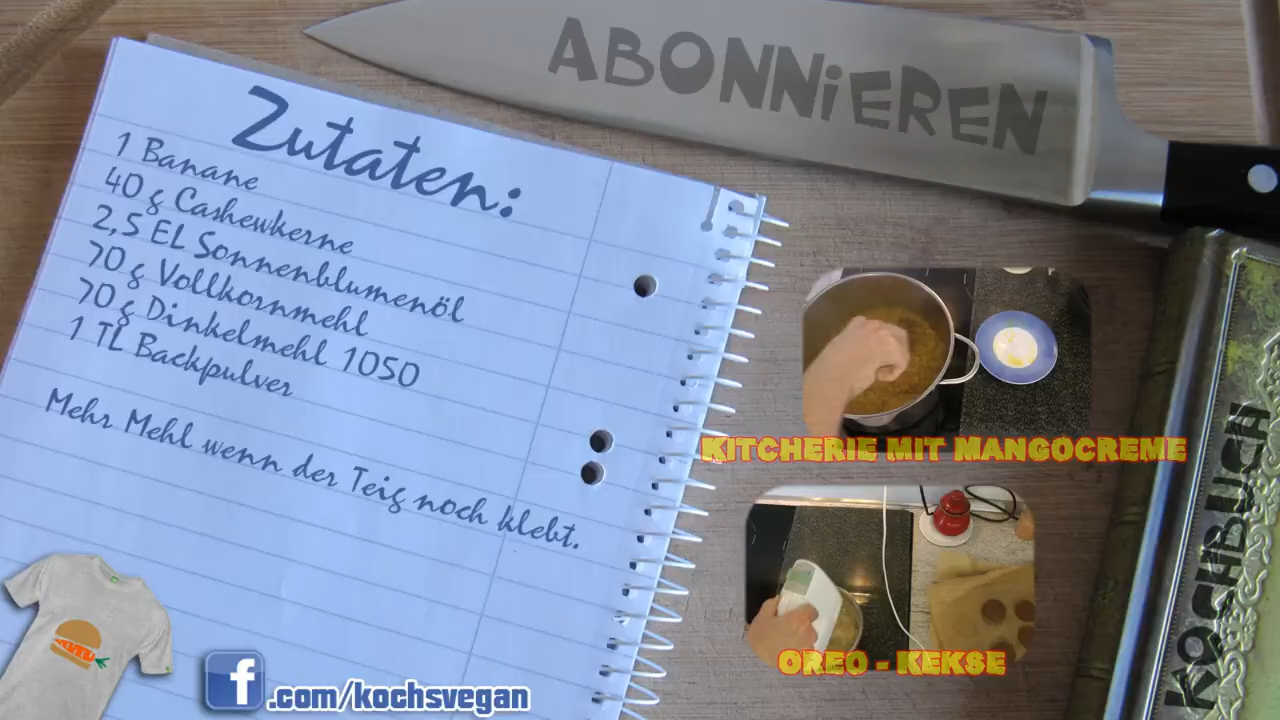 ABONNiEREN
Zutaten:
1 Banane
40 g Cashewkerne
2,5 EL Sonnenblumenöl
70 g Vollkornmehl
70 g Dinkelmehl 1050
1 TL Backpulver
Mehr Mehl wenn der Teig noch klebt.
KITCHERIE MIT MANGOCREME
OREO - KEKSE
KOCHBUCH
f .com/kochsvegan